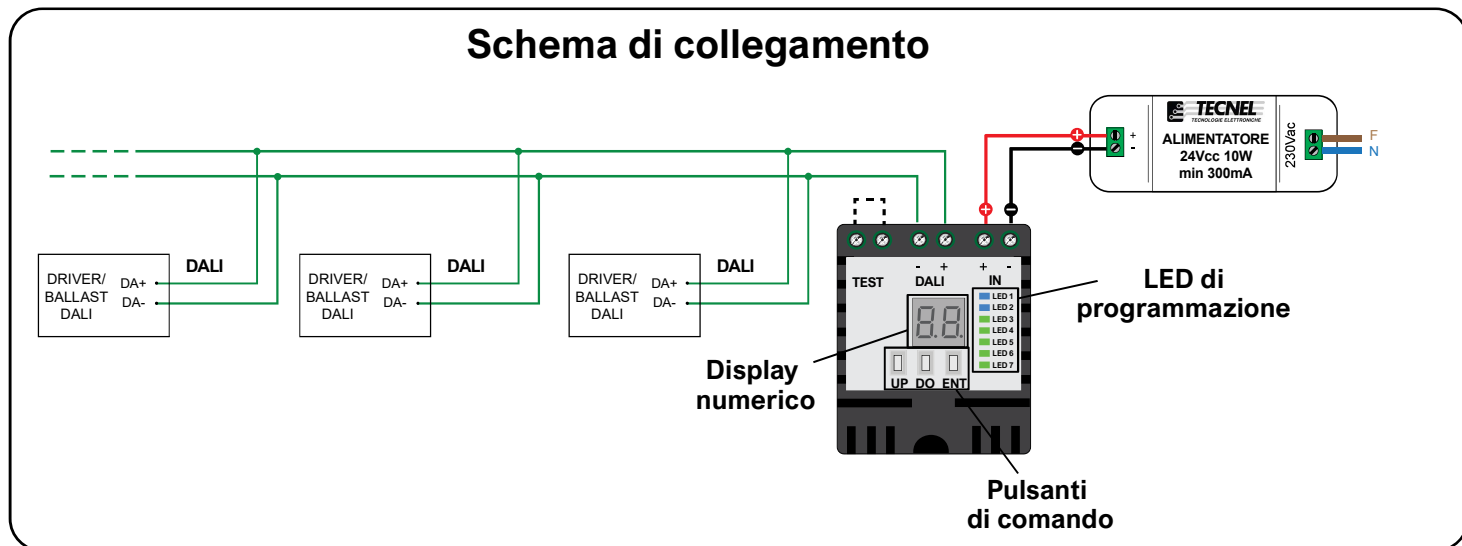 Schema di collegamento
TECNEL
TECNOLOGIE ELETTRONICHE
ALIMENTATORE
24Vcc 10W
min 300mA
+
-
230Vac
F
N
DRIVER/
BALLAST
DALI
DA+
DA-
DALI
DRIVER/
BALLAST
DALI
DA+
DA-
DALI
DRIVER/
BALLAST
DALI
DA+
DA-
DALI
- + + -
TEST DALI IN
LED 1
LED 2
LED 3
LED 4
LED 5
LED 6
LED 7
8.8.
UP DO ENT
LED di
programmazione
Display
numerico
Pulsanti
di comando